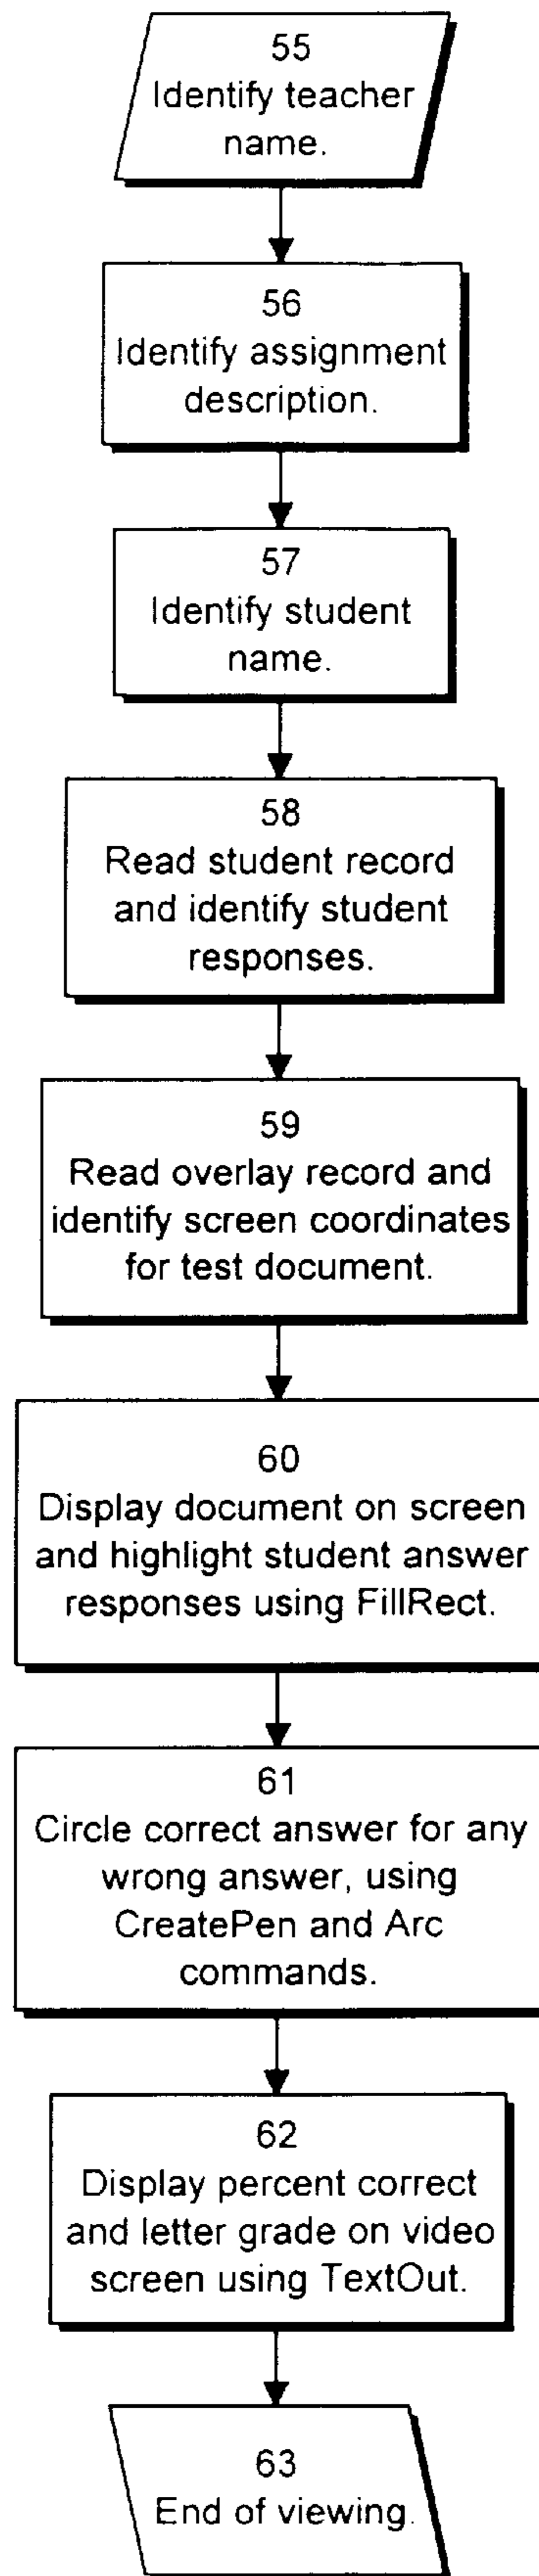 55
Identify teacher
name.
56
Identify assignment
description.
57
Identify student
name.
58
Read student record
and identify student
responses.
59
Read overlay record and
identify screen coordinates
for test document.
60
Display document on screen
and highlight student answer
responses using FillRect.
61
Circle correct answer for any
wrong answer, using
CreatePen and Arc
commands.
62
Display percent correct
and letter grade on video
screen using TextOut.
63
End of viewing.